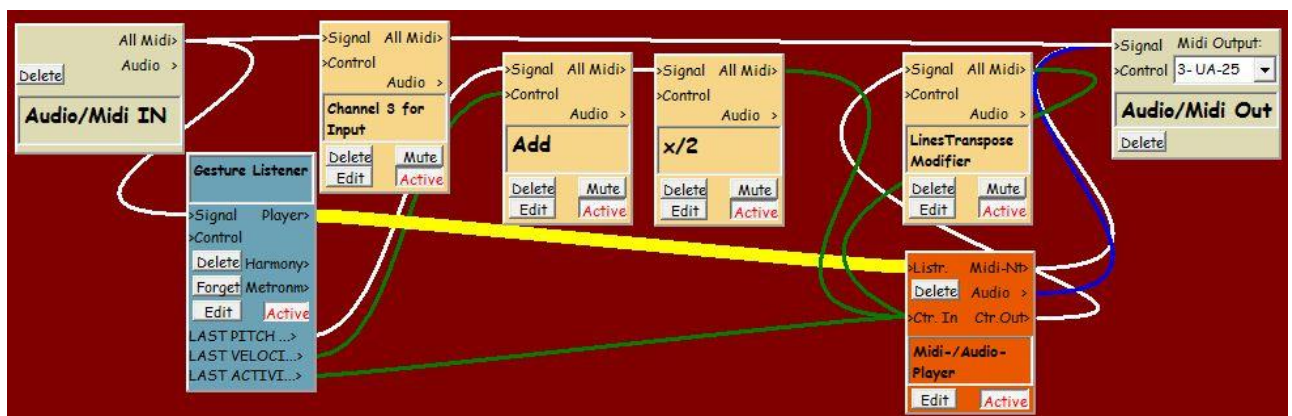 All Midi>
Audio >
Delete
Audio/Midi IN
>Signal All Midi>
>Control
Audio >
Channel 3 for
Input
Delete Mute
Edit Active
Gesture Listener
>Signal Player>
>Control
Delete Harmony>
Forget Metronm>
Edit Active
LAST PITCH ...>
LAST VELOCI...>
LAST ACTIVI...>
>Signal All Midi>
>Control
Audio >
Add
Delete Mute
Edit Active
>Signal All Midi>
>Control
Audio >
x/2
Delete Mute
Edit Active
>Signal All Midi>
>Control
Audio >
LinesTranspose
Modifier
Delete Mute
Edit Active
>Listr. Midi-Nt>
Delete Audio >
>Ctr. In Ctr.Out>
Midi-/Audio-
Player
Edit Active
>Signal Midi Output:
>Control 3- UA-25
Audio/Midi Out
Delete